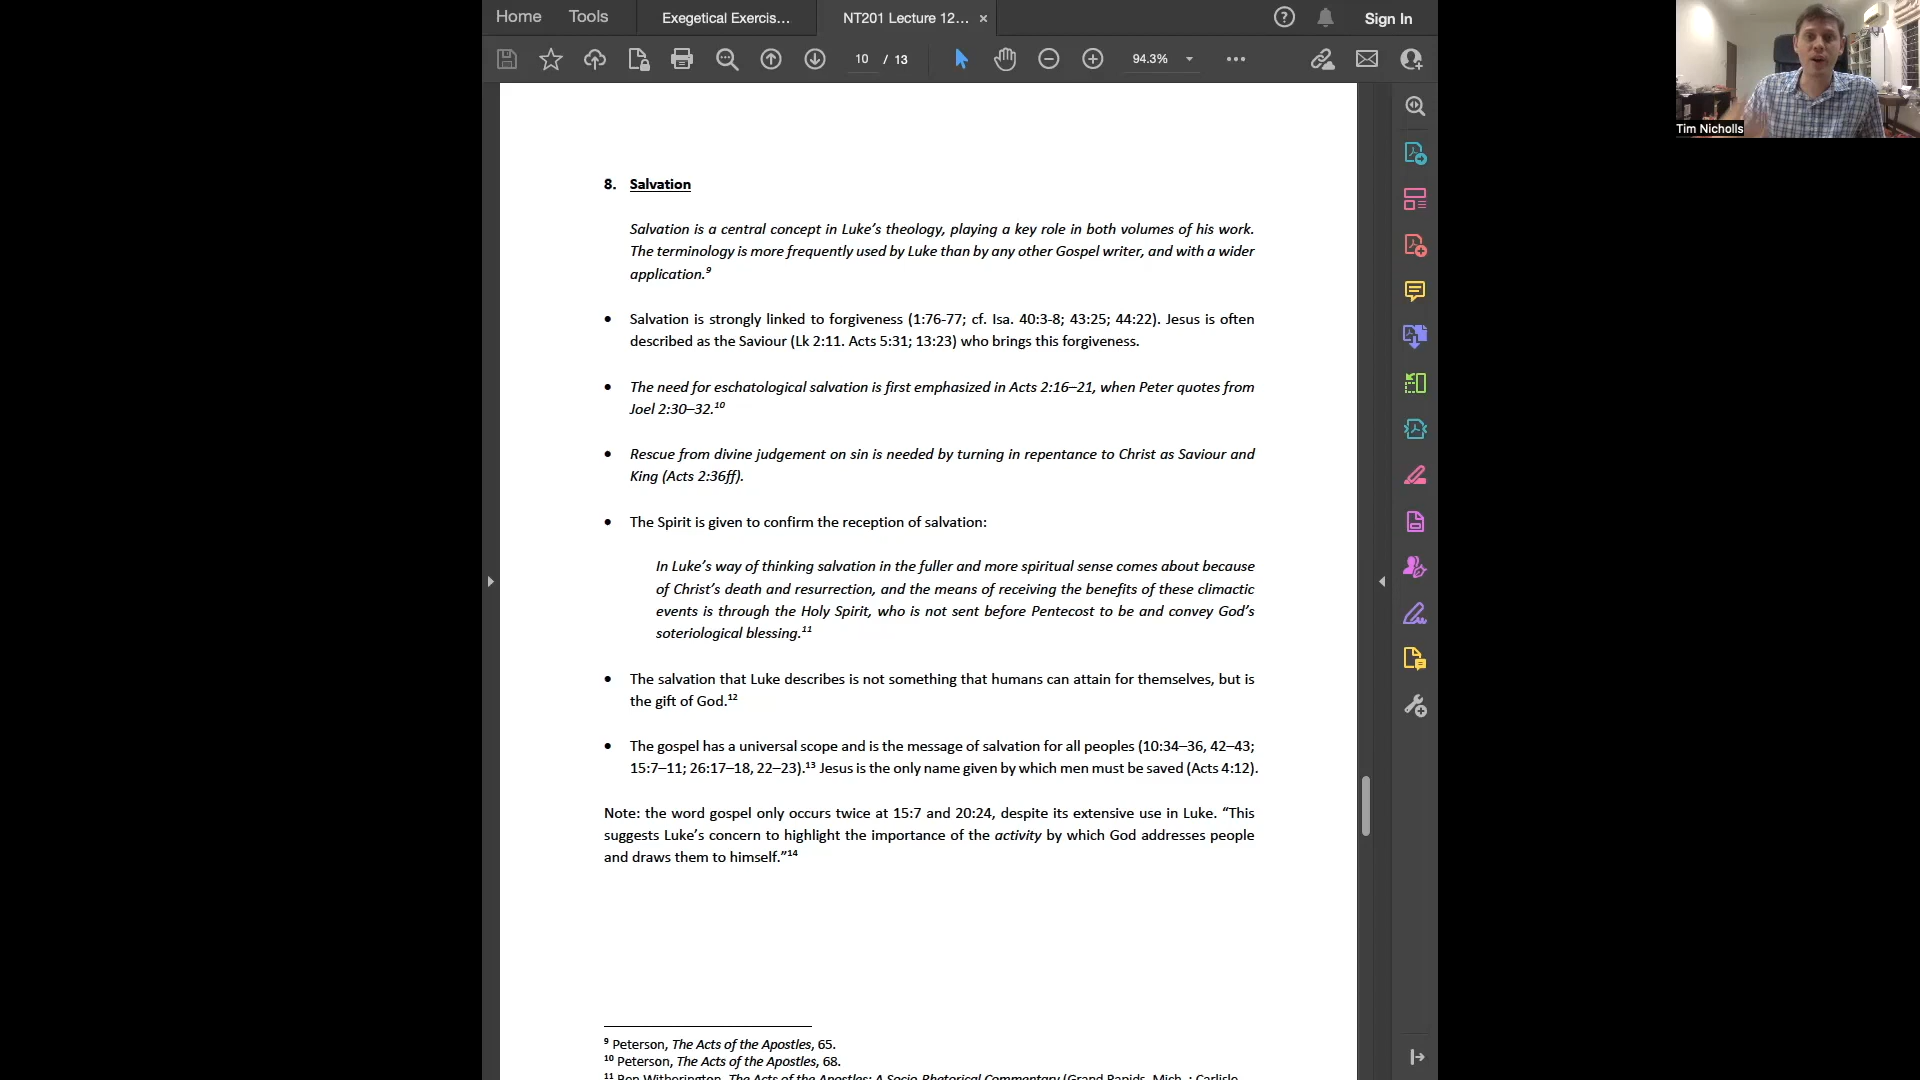 Home Tools Exegetical Exercis... NT201 Lecture 12... × Sign In
10 / 13 94.3%
Tim Nicholls
8. Salvation
Salvation is a central concept in Luke’s theology, playing a key role in both volumes of his work.
The terminology is more frequently used by Luke than by any other Gospel writer, and with a wider
application.⁹
• Salvation is strongly linked to forgiveness (1:76-77; cf. Isa. 40:3-8; 43:25; 44:22). Jesus is often
described as the Saviour (Lk 2:11. Acts 5:31; 13:23) who brings this forgiveness.
• The need for eschatological salvation is first emphasized in Acts 2:16–21, when Peter quotes from
Joel 2:30–32.¹⁰
• Rescue from divine judgement on sin is needed by turning in repentance to Christ as Saviour and
King (Acts 2:36ff).
• The Spirit is given to confirm the reception of salvation:
In Luke’s way of thinking salvation in the fuller and more spiritual sense comes about because
of Christ’s death and resurrection, and the means of receiving the benefits of these climactic
events is through the Holy Spirit, who is not sent before Pentecost to be and convey God’s
soteriological blessing.¹¹
• The salvation that Luke describes is not something that humans can attain for themselves, but is
the gift of God.¹²
• The gospel has a universal scope and is the message of salvation for all peoples (10:34–36, 42–43;
15:7–11; 26:17–18, 22–23).¹³ Jesus is the only name given by which men must be saved (Acts 4:12).
Note: the word gospel only occurs twice at 15:7 and 20:24, despite its extensive use in Luke. “This
suggests Luke’s concern to highlight the importance of the activity by which God addresses people
and draws them to himself.”¹⁴
⁹ Peterson, The Acts of the Apostles, 65.
¹⁰ Peterson, The Acts of the Apostles, 68.
¹¹ Ben Witherington, The Acts of the Apostles: A Socio-Rhetorical Commentary (Grand Rapids, Mich. ; Carlisle